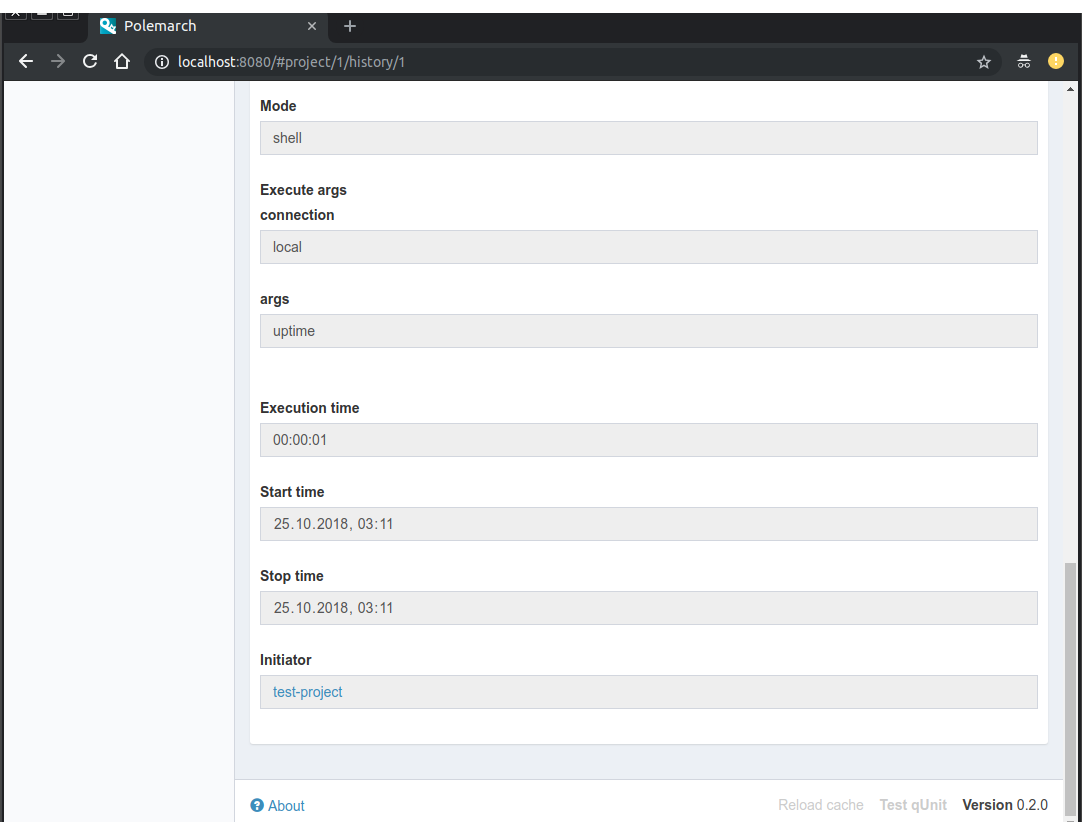 Polemarch
localhost:8080/#project/1/history/1
Mode
shell
Execute args
connection
local
args
uptime
Execution time
00:00:01
Start time
25.10.2018, 03:11
Stop time
25.10.2018, 03:11
Initiator
test-project
About
Reload cache Test qUnit Version 0.2.0